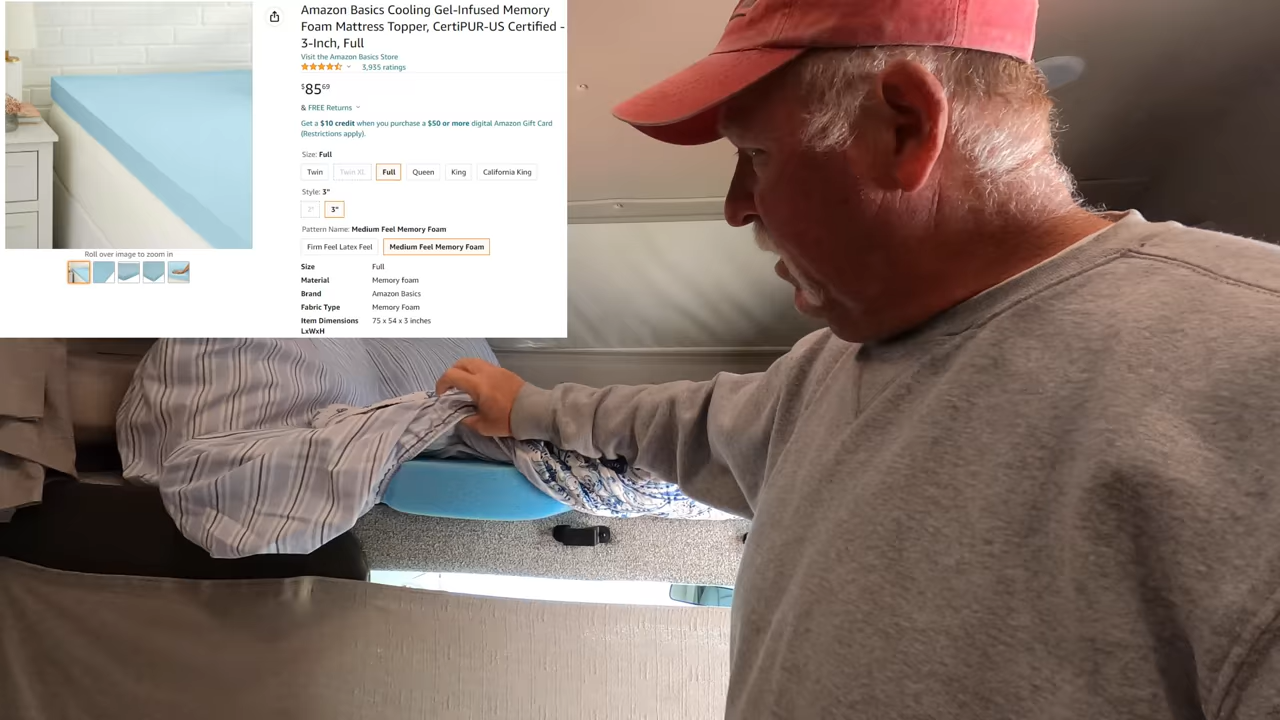 Amazon Basics Cooling Gel-Infused Memory
Foam Mattress Topper, CertiPUR-US Certified -
3-Inch, Full
Visit the Amazon Basics Store
3,935 ratings
$8569
& FREE Returns
Get a $10 credit when you purchase a $50 or more digital Amazon Gift Card
(Restrictions apply).
Size: Full
Twin Twin XL Full Queen King California King
Style: 3"
2" 3"
Pattern Name: Medium Feel Memory Foam
Firm Feel Latex Feel Medium Feel Memory Foam
Roll over image to zoom in
Size Full
Material Memory foam
Brand Amazon Basics
Fabric Type Memory Foam
Item Dimensions 75 x 54 x 3 inches
LxWxH